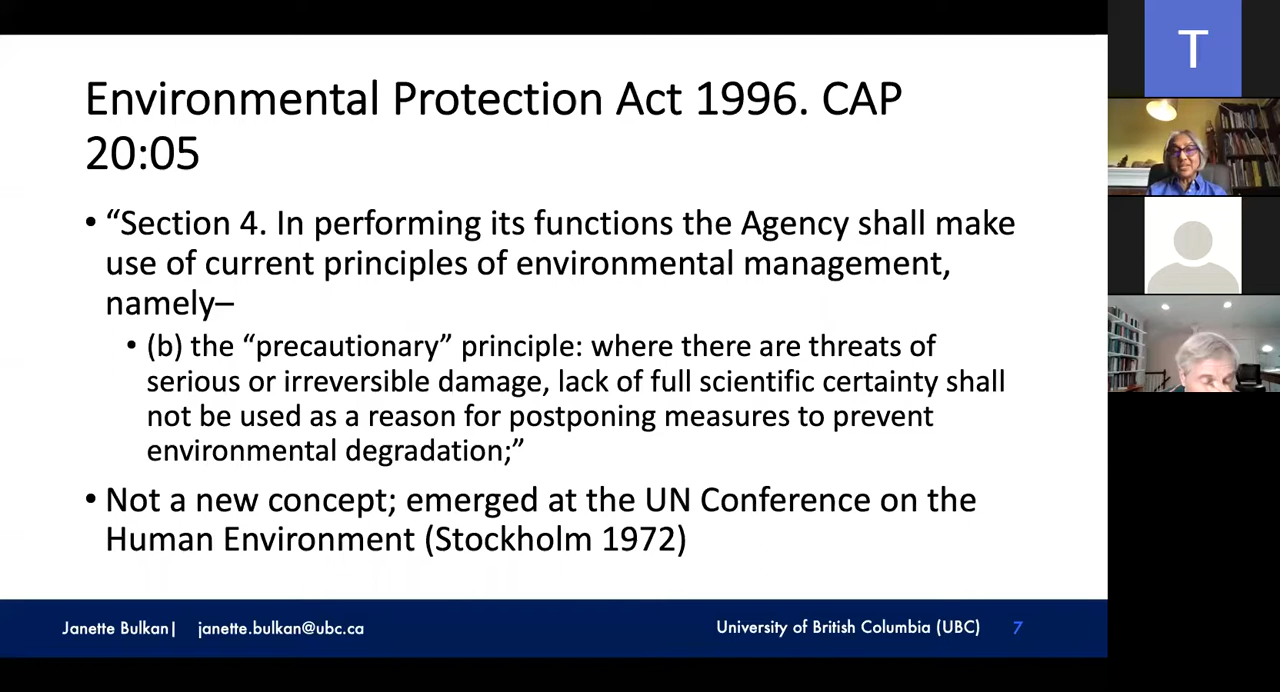 Environmental Protection Act 1996. CAP
20:05
• “Section 4. In performing its functions the Agency shall make
use of current principles of environmental management,
namely–
• (b) the “precautionary” principle: where there are threats of
serious or irreversible damage, lack of full scientific certainty shall
not be used as a reason for postponing measures to prevent
environmental degradation;”
• Not a new concept; emerged at the UN Conference on the
Human Environment (Stockholm 1972)
Janette Bulkan| janette.bulkan@ubc.ca
University of British Columbia (UBC) 7
T